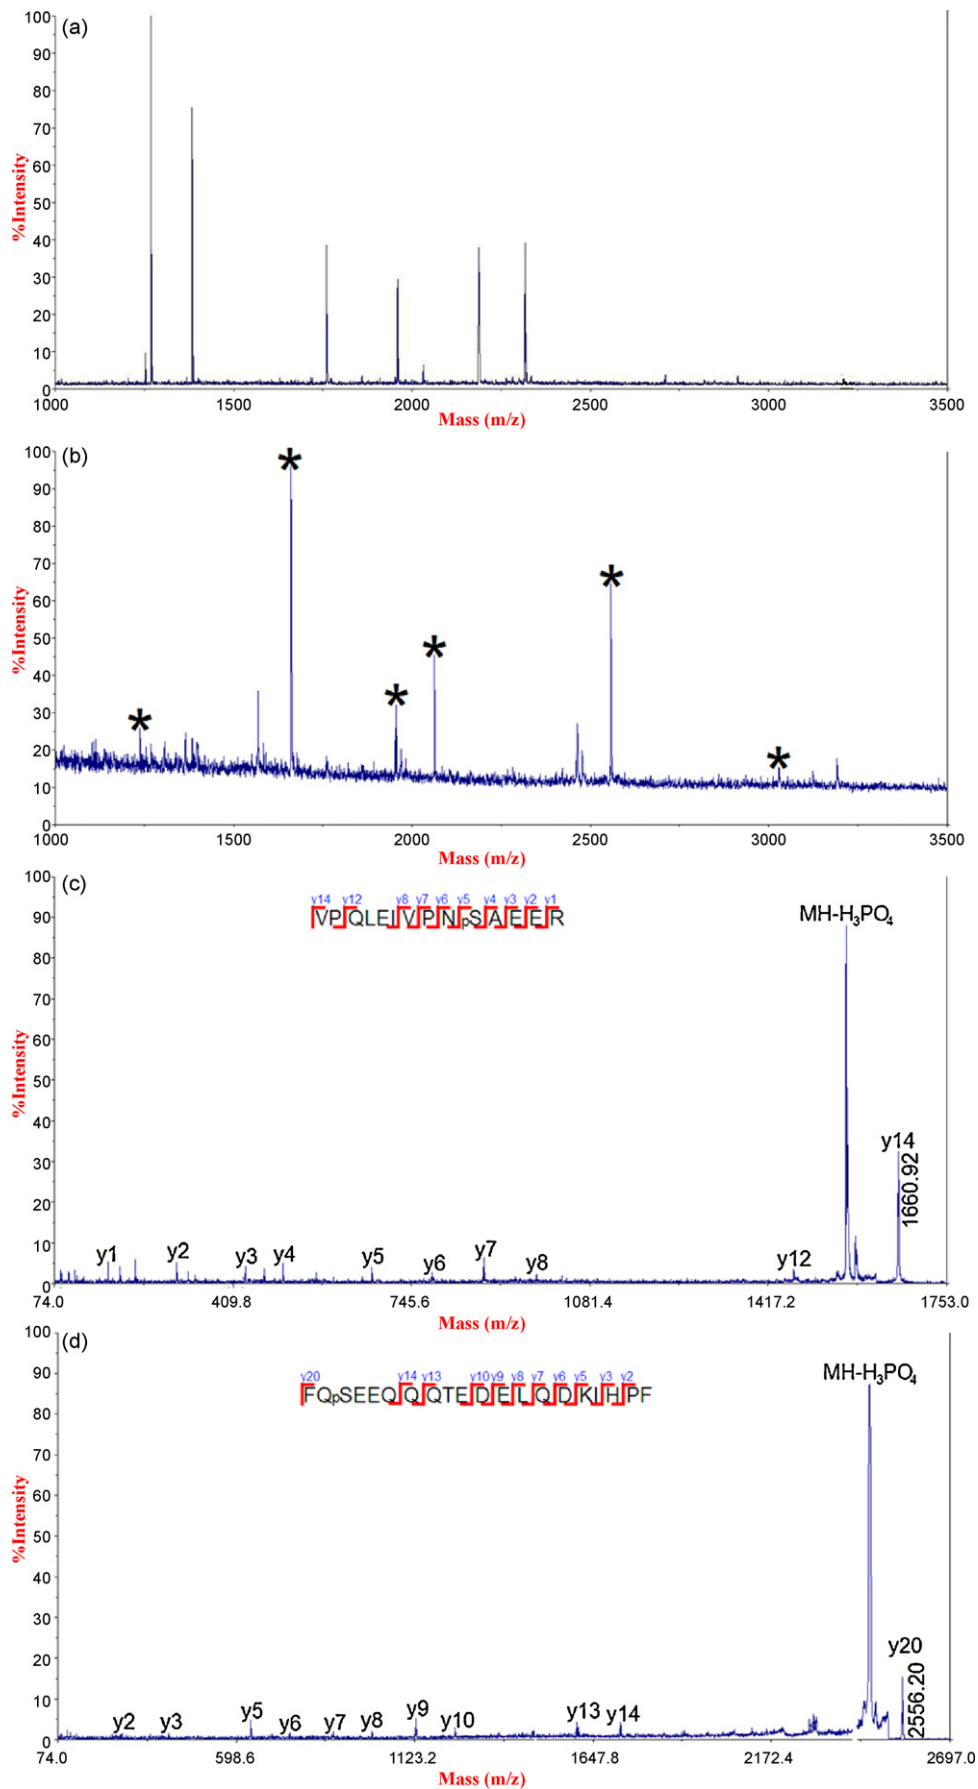 (a)
100
90
80
70
60
50
40
30
20
10
0
%Intensity
1000 1500 2000 2500 3000 3500
Mass (m/z)
(b)
100
90
80
70
60
50
40
30
20
10
0
%Intensity
* * * * * *
1000 1500 2000 2500 3000 3500
Mass (m/z)
(c)
100
90
80
70
60
50
40
30
20
10
0
%Intensity
y14 y12 y8 y7 y6 y5 y4 y3 y2 y1
VPQLEIVPNpSAEER
MH-H₃PO₄
y14
1660.92
y1 y2 y3 y4 y5 y6 y7 y8 y12
74.0 409.8 745.6 1081.4 1417.2 1753.0
Mass (m/z)
(d)
100
90
80
70
60
50
40
30
20
10
0
%Intensity
y20 y14 y13 y10 y9 y8 y7 y6 y5 y3 y2
FQpSEEQQQTEDELQDKIHPF
MH-H₃PO₄
y20
2556.20
y2 y3 y5 y6 y7 y8 y9 y10 y13 y14
74.0 598.6 1123.2 1647.8 2172.4 2697.0
Mass (m/z)